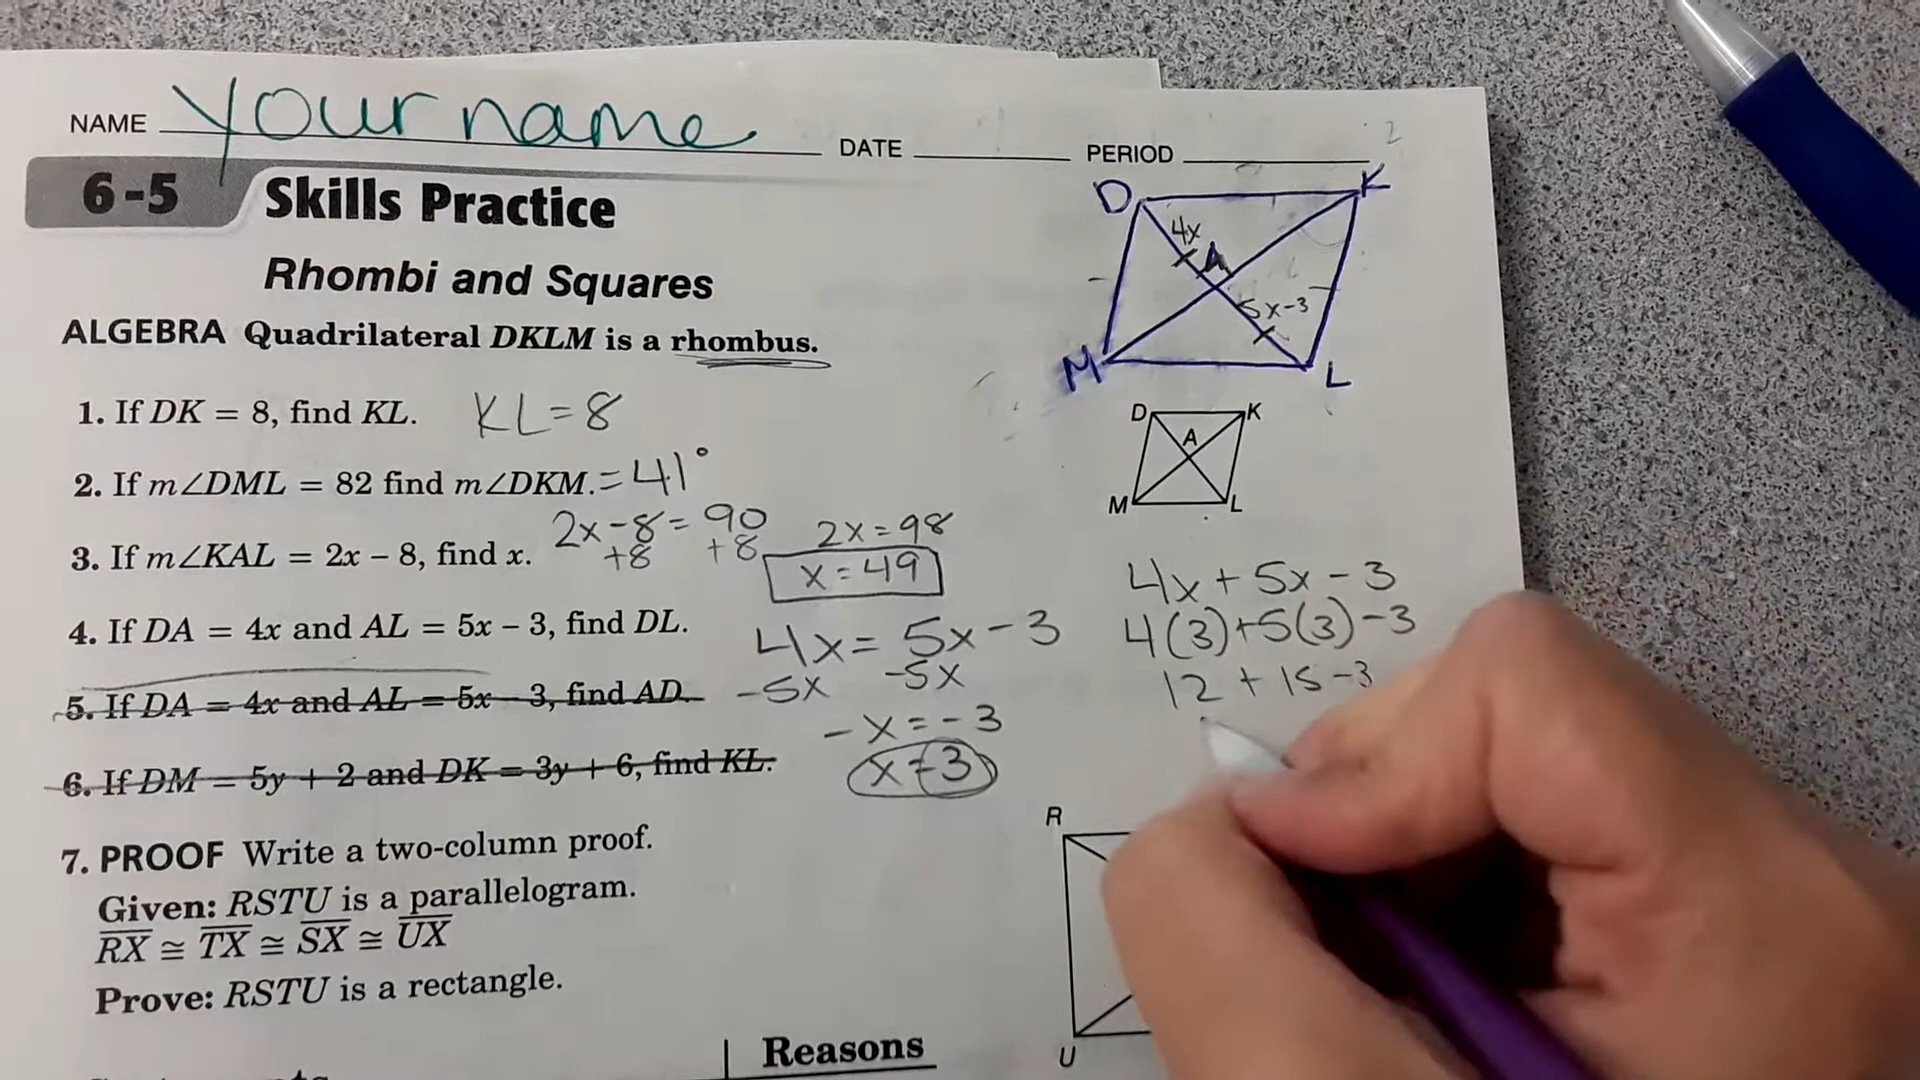 NAME Your name DATE PERIOD
6-5 Skills Practice
Rhombi and Squares
ALGEBRA Quadrilateral DKLM is a rhombus.
D K
4x A
5x-3
M L
1. If DK = 8, find KL. KL=8
D K
A
M L
2. If m∠DML = 82 find m∠DKM. =41°
3. If m∠KAL = 2x – 8, find x. 2x-8=90
+8 +8
2x=98
x=49
4. If DA = 4x and AL = 5x – 3, find DL. 4x=5x-3
-5x -5x
-x=-3
x=3
4x+5x-3
4(3)+5(3)-3
12+15-3
5. If DA = 4x and AL = 5x – 3, find AD.
6. If DM = 5y + 2 and DK = 3y + 6, find KL.
7. PROOF Write a two-column proof.
Given: RSTU is a parallelogram.
RX ≅ TX ≅ SX ≅ UX
Prove: RSTU is a rectangle.
R
U
Reasons